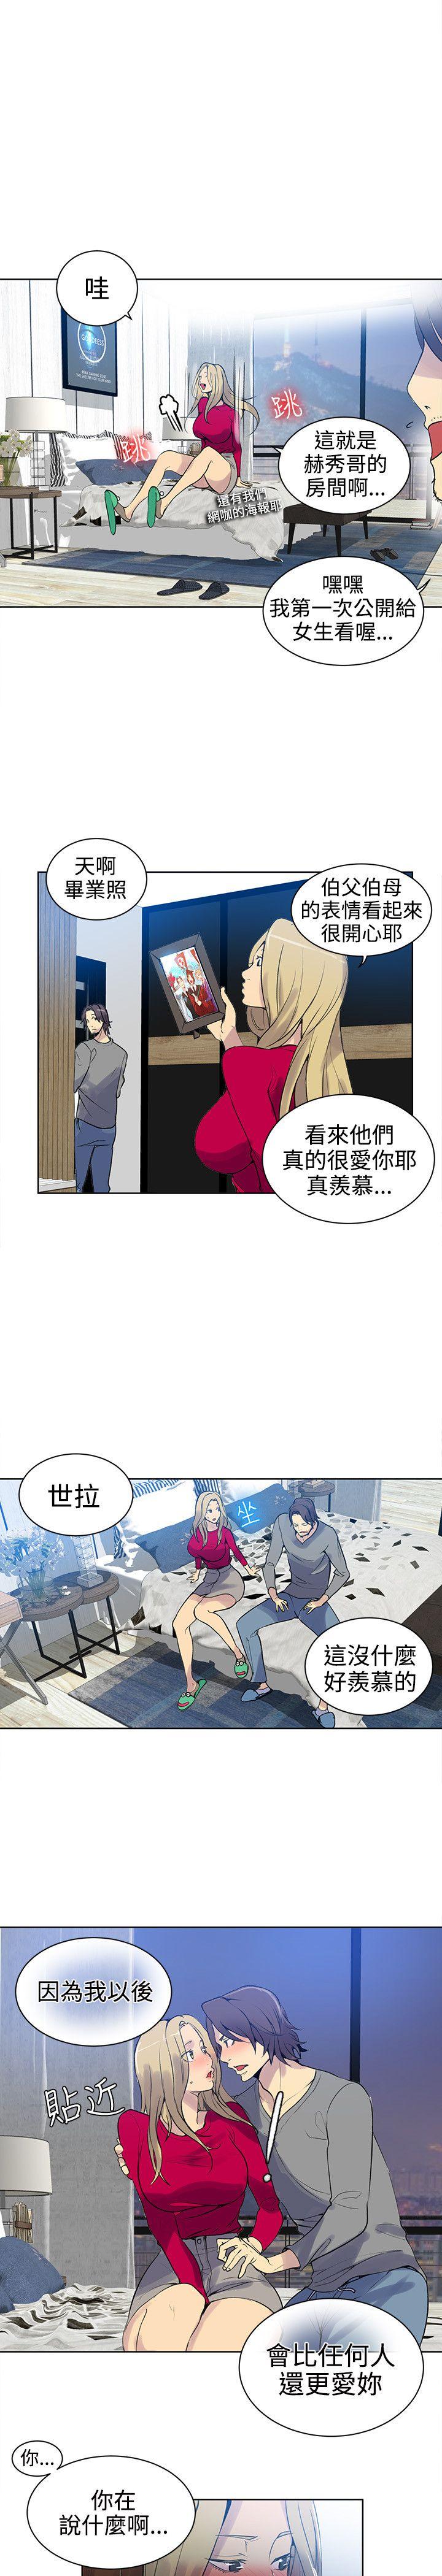 哇
GODDESS
跳
跳
這就是
赫秀哥的
房間啊...
還有我們
網咖的海報耶
嘿嘿
我第一次公開給
女生看喔...
天啊
畢業照
伯父伯母
的表情看起來
很開心耶
看來他們
真的很愛你耶
真羨慕...
世拉
坐
這沒什麼
好羨慕的
因為我以後
貼近
會比任何人
還更愛妳
你...
你在
說什麼啊...